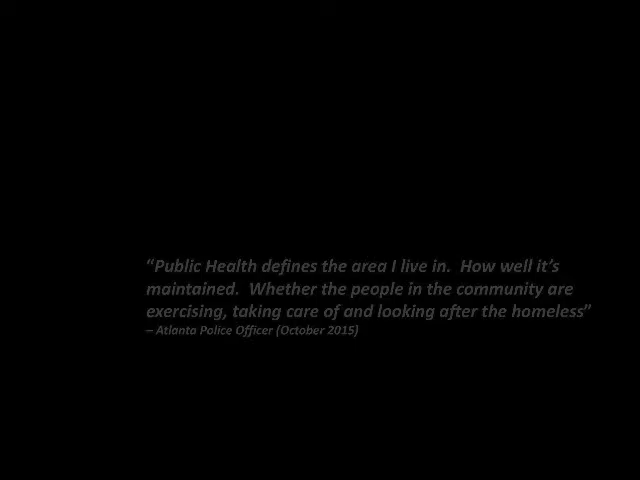 “Public Health defines the area I live in.  How well it’s
maintained.  Whether the people in the community are
exercising, taking care of and looking after the homeless”
– Atlanta Police Officer (October 2015)